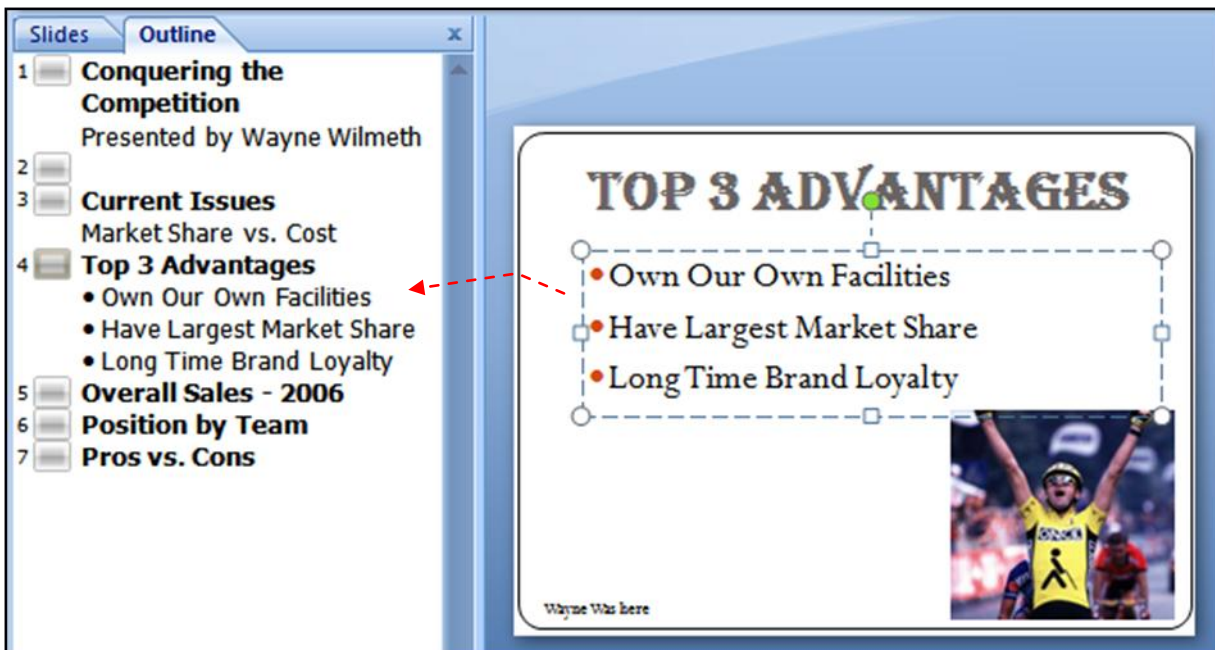 Slides Outline x
1 Conquering the
Competition
Presented by Wayne Wilmeth
2
3 Current Issues
Market Share vs. Cost
4 Top 3 Advantages
• Own Our Own Facilities
• Have Largest Market Share
• Long Time Brand Loyalty
5 Overall Sales - 2006
6 Position by Team
7 Pros vs. Cons
TOP 3 ADVANTAGES
• Own Our Own Facilities
• Have Largest Market Share
• Long Time Brand Loyalty
ONCE
Wayne Was here